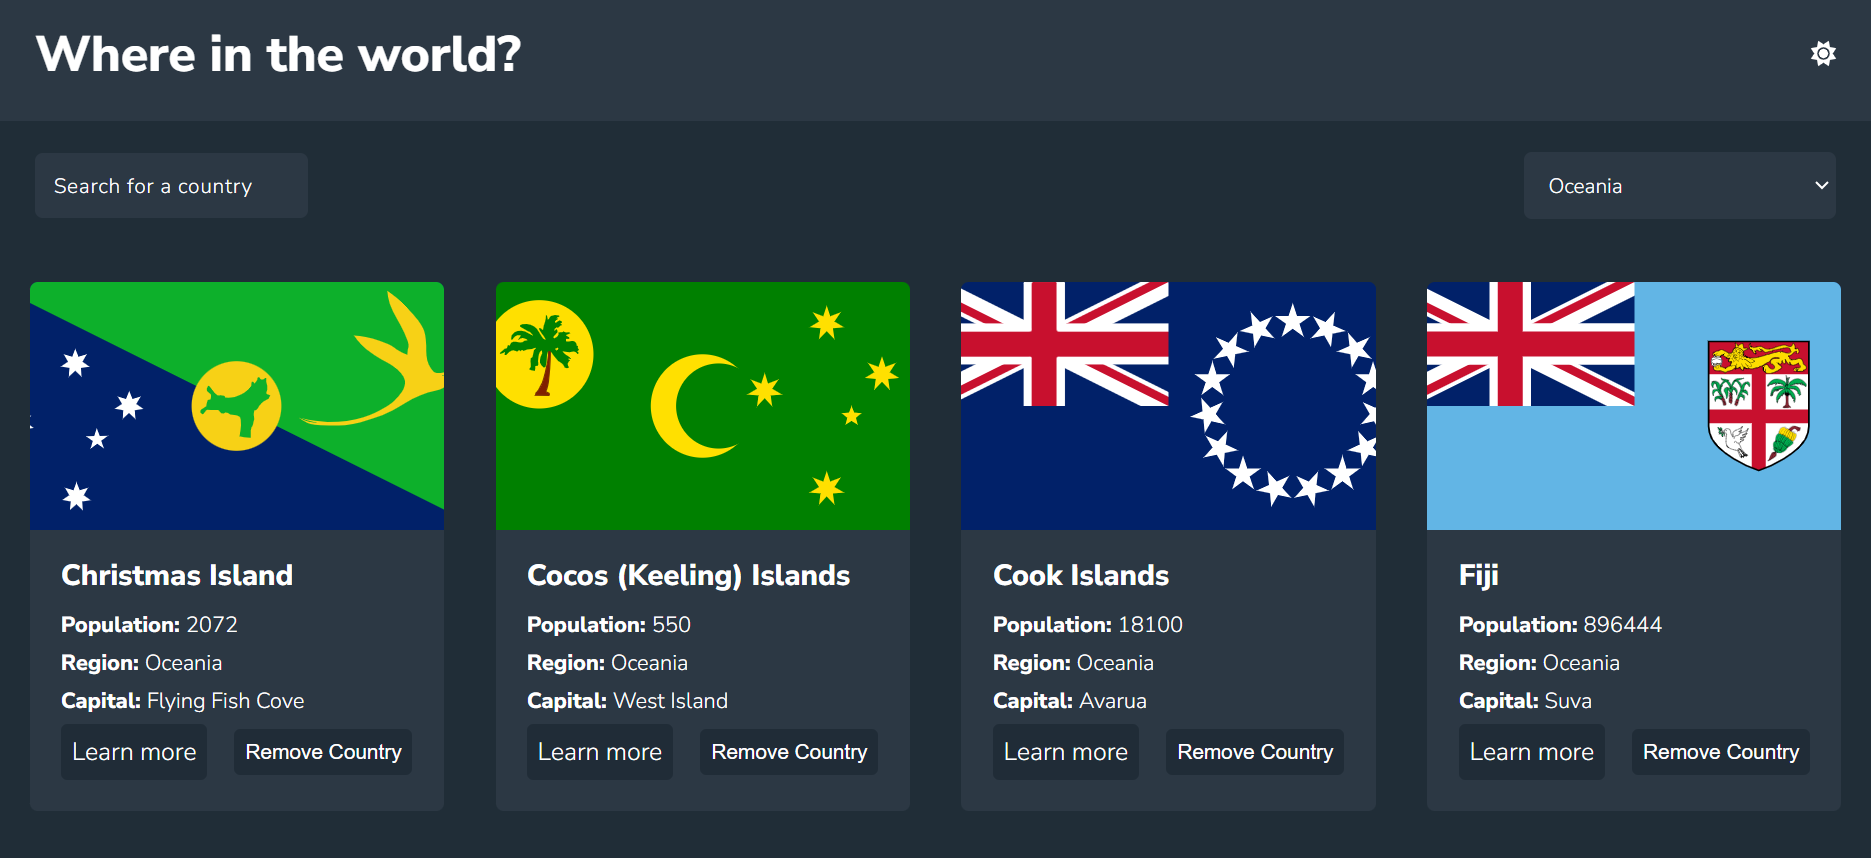 Where in the world?
Search for a country
Oceania
Christmas Island
Population: 2072
Region: Oceania
Capital: Flying Fish Cove
Learn more
Remove Country
Cocos (Keeling) Islands
Population: 550
Region: Oceania
Capital: West Island
Learn more
Remove Country
Cook Islands
Population: 18100
Region: Oceania
Capital: Avarua
Learn more
Remove Country
Fiji
Population: 896444
Region: Oceania
Capital: Suva
Learn more
Remove Country